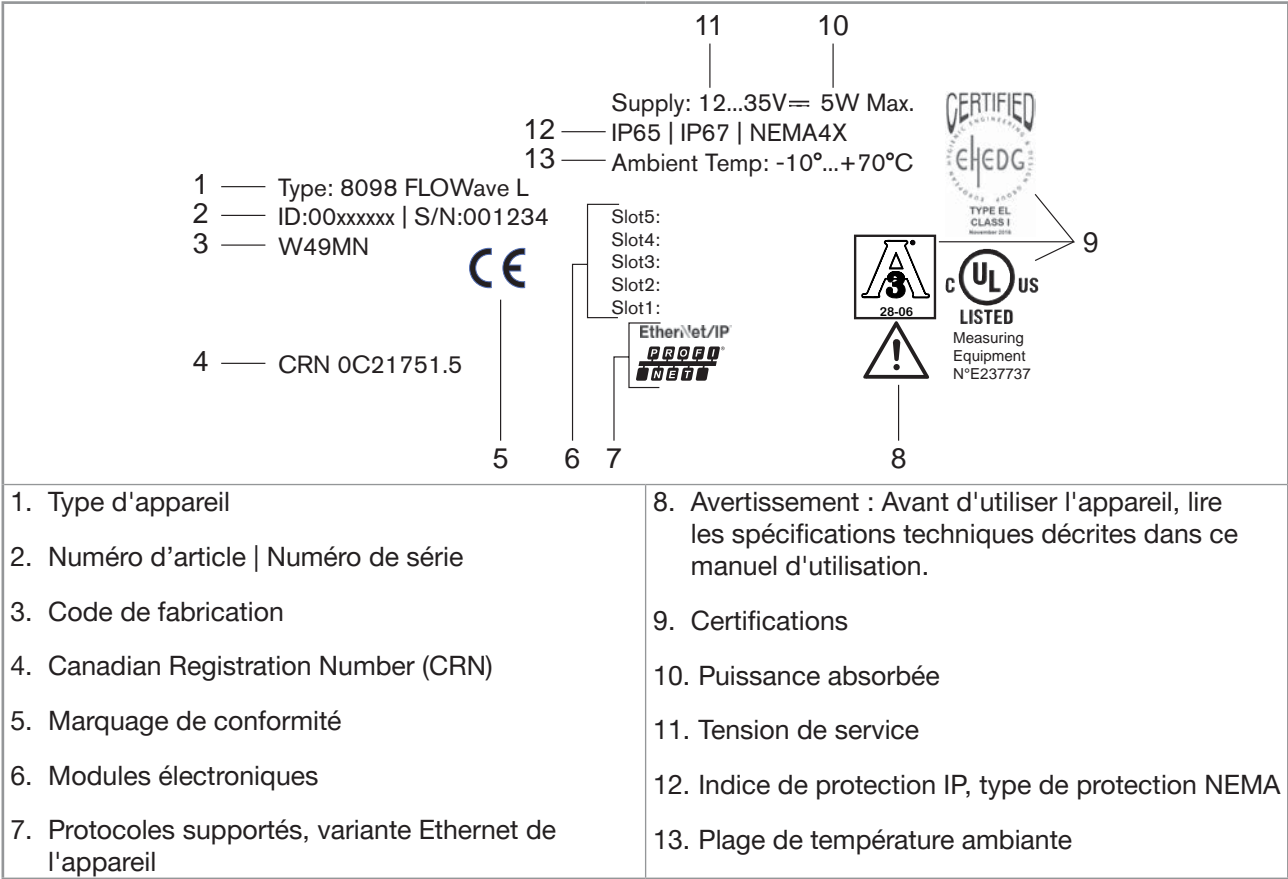 11
10
Supply: 12...35V⎓ 5W Max.
12
IP65 | IP67 | NEMA4X
13
Ambient Temp: -10°...+70°C
1
Type: 8098 FLOWave L
2
ID:00xxxxxx | S/N:001234
3
W49MN
CE
4
CRN 0C21751.5
Slot5:
Slot4:
Slot3:
Slot2:
Slot1:
EtherNet/IP
PROFI
NET
CERTIFIED
EHEDG
TYPE EL
CLASS I
November 2016
A
3
28-06
C UL US
LISTED
Measuring
Equipment
N°E237737
9
5
6
7
8
1. Type d'appareil
2. Numéro d’article | Numéro de série
3. Code de fabrication
4. Canadian Registration Number (CRN)
5. Marquage de conformité
6. Modules électroniques
7. Protocoles supportés, variante Ethernet de
l'appareil
8. Avertissement : Avant d'utiliser l'appareil, lire
les spécifications techniques décrites dans ce
manuel d'utilisation.
9. Certifications
10. Puissance absorbée
11. Tension de service
12. Indice de protection IP, type de protection NEMA
13. Plage de température ambiante